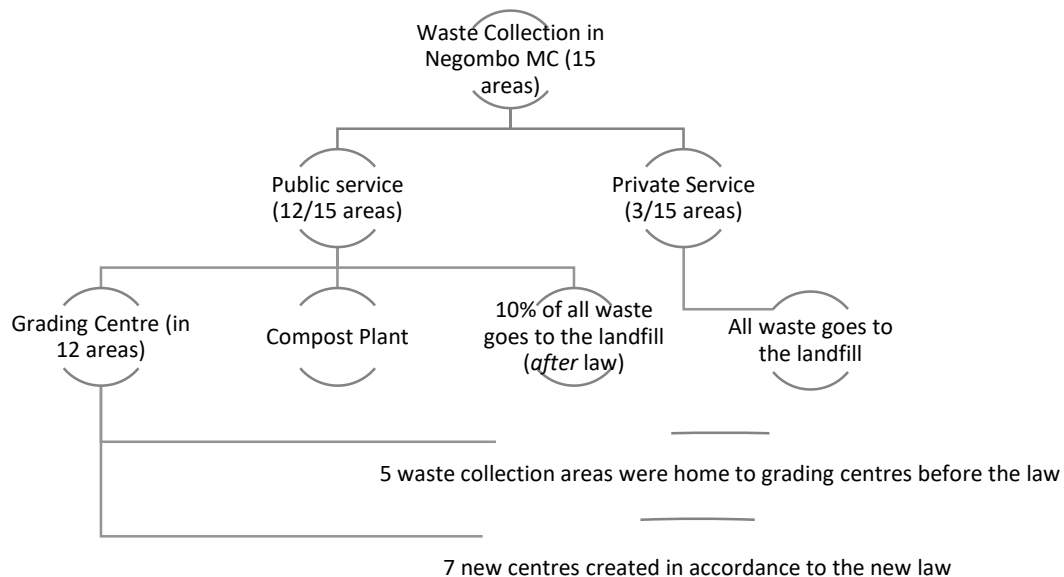 Waste Collection in
Negombo MC (15
areas)
Public service
(12/15 areas)
Private Service
(3/15 areas)
Grading Centre (in
12 areas)
Compost Plant
10% of all waste
goes to the landfill
(after law)
All waste goes to
the landfill
5 waste collection areas were home to grading centres before the law
7 new centres created in accordance to the new law